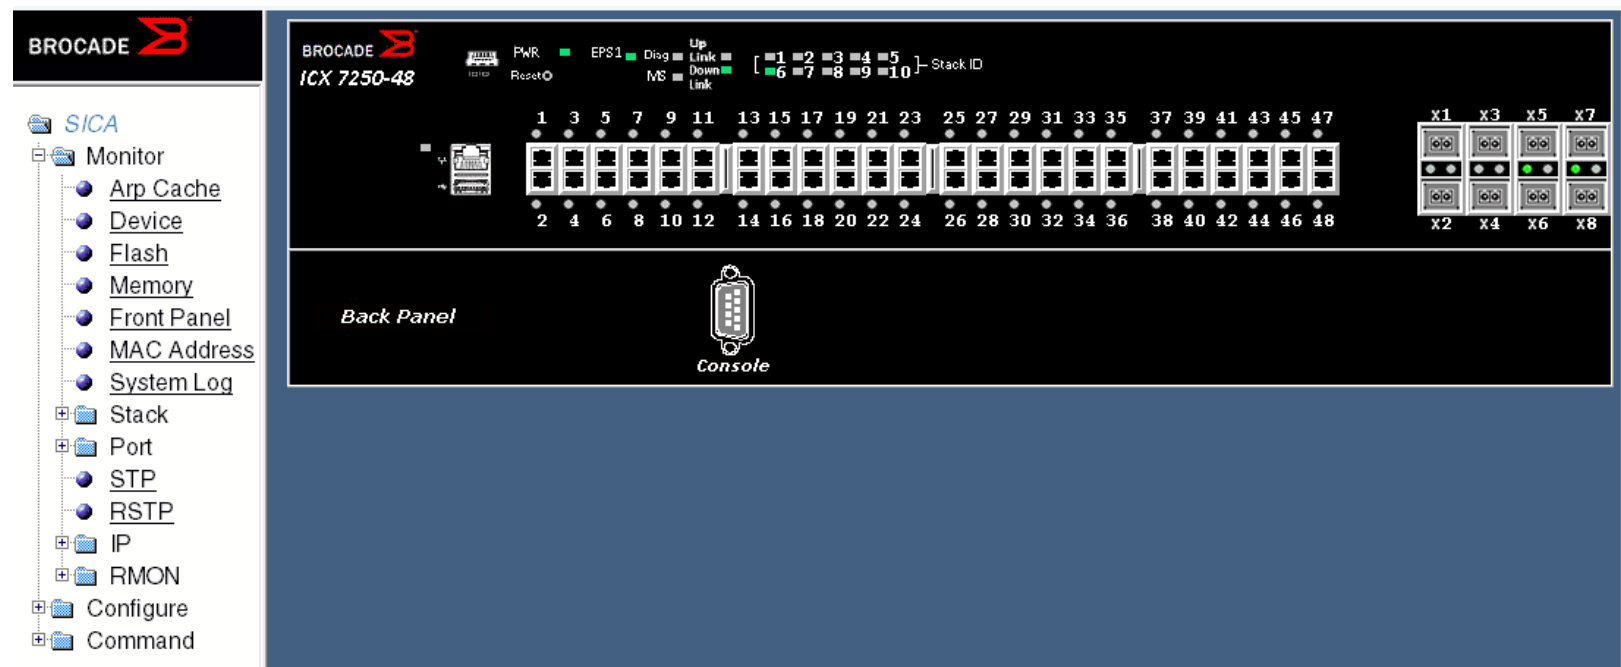 BROCADE
SICA
Monitor
Arp Cache
Device
Flash
Memory
Front Panel
MAC Address
System Log
Stack
Port
STP
RSTP
IP
RMON
Configure
Command
BROCADE
ICX 7250-48
PWR
Reset
EPS1
Diag
MS
Up
Link
Down
Link
[ 1 2 3 4 5
6 7 8 9 10 ] Stack ID
1 3 5 7 9 11 13 15 17 19 21 23 25 27 29 31 33 35 37 39 41 43 45 47
X1 X3 X5 X7
2 4 6 8 10 12 14 16 18 20 22 24 26 28 30 32 34 36 38 40 42 44 46 48
X2 X4 X6 X8
Back Panel
Console